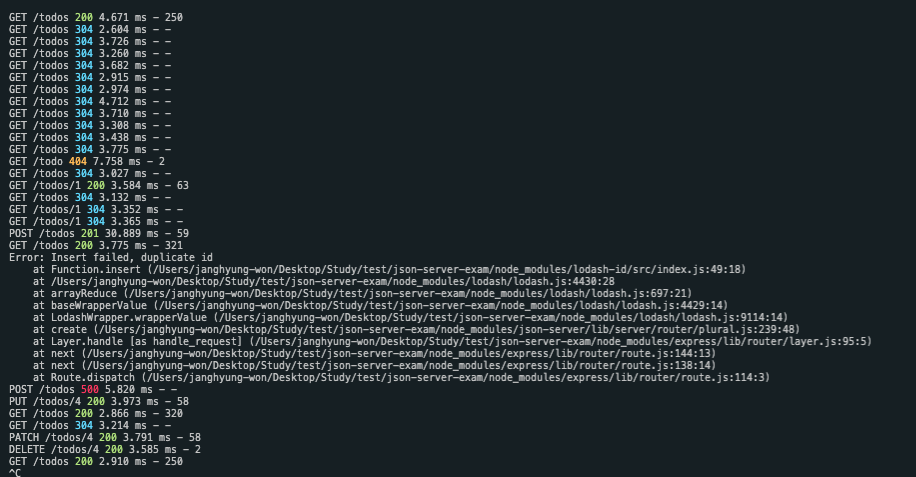 GET /todos 200 4.671 ms - 250
GET /todos 304 2.604 ms - -
GET /todos 304 3.726 ms - -
GET /todos 304 3.260 ms - -
GET /todos 304 3.682 ms - -
GET /todos 304 2.915 ms - -
GET /todos 304 2.974 ms - -
GET /todos 304 4.712 ms - -
GET /todos 304 3.710 ms - -
GET /todos 304 3.308 ms - -
GET /todos 304 3.438 ms - -
GET /todos 304 3.775 ms - -
GET /todo 404 7.758 ms - 2
GET /todos 304 3.027 ms - -
GET /todos/1 200 3.584 ms - 63
GET /todos 304 3.132 ms - -
GET /todos/1 304 3.352 ms - -
GET /todos/1 304 3.365 ms - -
POST /todos 201 30.889 ms - 59
GET /todos 200 3.775 ms - 321
Error: Insert failed, duplicate id
    at Function.insert (/Users/janghyung-won/Desktop/Study/test/json-server-exam/node_modules/lodash-id/src/index.js:49:18)
    at /Users/janghyung-won/Desktop/Study/test/json-server-exam/node_modules/lodash/lodash.js:4430:28
    at arrayReduce (/Users/janghyung-won/Desktop/Study/test/json-server-exam/node_modules/lodash/lodash.js:697:21)
    at baseWrapperValue (/Users/janghyung-won/Desktop/Study/test/json-server-exam/node_modules/lodash/lodash.js:4429:14)
    at LodashWrapper.wrapperValue (/Users/janghyung-won/Desktop/Study/test/json-server-exam/node_modules/lodash/lodash.js:9114:14)
    at create (/Users/janghyung-won/Desktop/Study/test/json-server-exam/node_modules/json-server/lib/server/router/plural.js:239:48)
    at Layer.handle [as handle_request] (/Users/janghyung-won/Desktop/Study/test/json-server-exam/node_modules/express/lib/router/layer.js:95:5)
    at next (/Users/janghyung-won/Desktop/Study/test/json-server-exam/node_modules/express/lib/router/route.js:144:13)
    at next (/Users/janghyung-won/Desktop/Study/test/json-server-exam/node_modules/express/lib/router/route.js:138:14)
    at Route.dispatch (/Users/janghyung-won/Desktop/Study/test/json-server-exam/node_modules/express/lib/router/route.js:114:3)
POST /todos 500 5.820 ms - -
PUT /todos/4 200 3.973 ms - 58
GET /todos 200 2.866 ms - 320
GET /todos 304 3.214 ms - -
PATCH /todos/4 200 3.791 ms - 58
DELETE /todos/4 200 3.585 ms - 2
GET /todos 200 2.910 ms - 250
^C